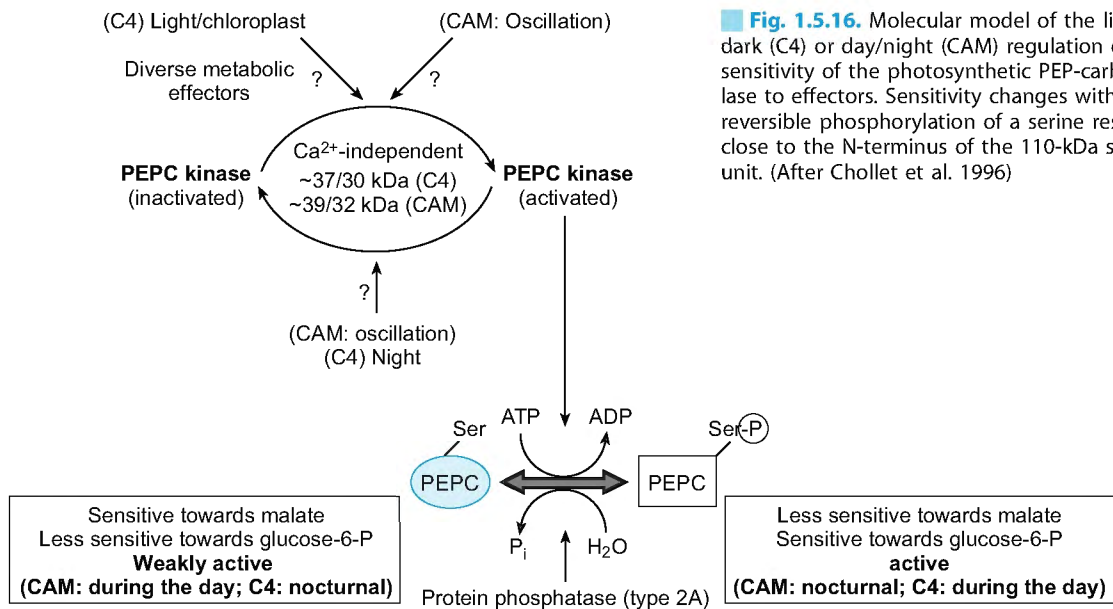 (C4) Light/chloroplast
(CAM: Oscillation)
Diverse metabolic
effectors
?
?
Ca²⁺-independent
~37/30 kDa (C4)
~39/32 kDa (CAM)
PEPC kinase
(inactivated)
PEPC kinase
(activated)
?
(CAM: oscillation)
(C4) Night
Fig. 1.5.16. Molecular model of the li
dark (C4) or day/night (CAM) regulation
sensitivity of the photosynthetic PEP-carb
lase to effectors. Sensitivity changes with
reversible phosphorylation of a serine res
close to the N-terminus of the 110-kDa s
unit. (After Chollet et al. 1996)
Ser
PEPC
ATP
ADP
Ser-P
PEPC
Pi
H₂O
Protein phosphatase (type 2A)
Sensitive towards malate
Less sensitive towards glucose-6-P
Weakly active
(CAM: during the day; C4: nocturnal)
Less sensitive towards malate
Sensitive towards glucose-6-P
active
(CAM: nocturnal; C4: during the day)